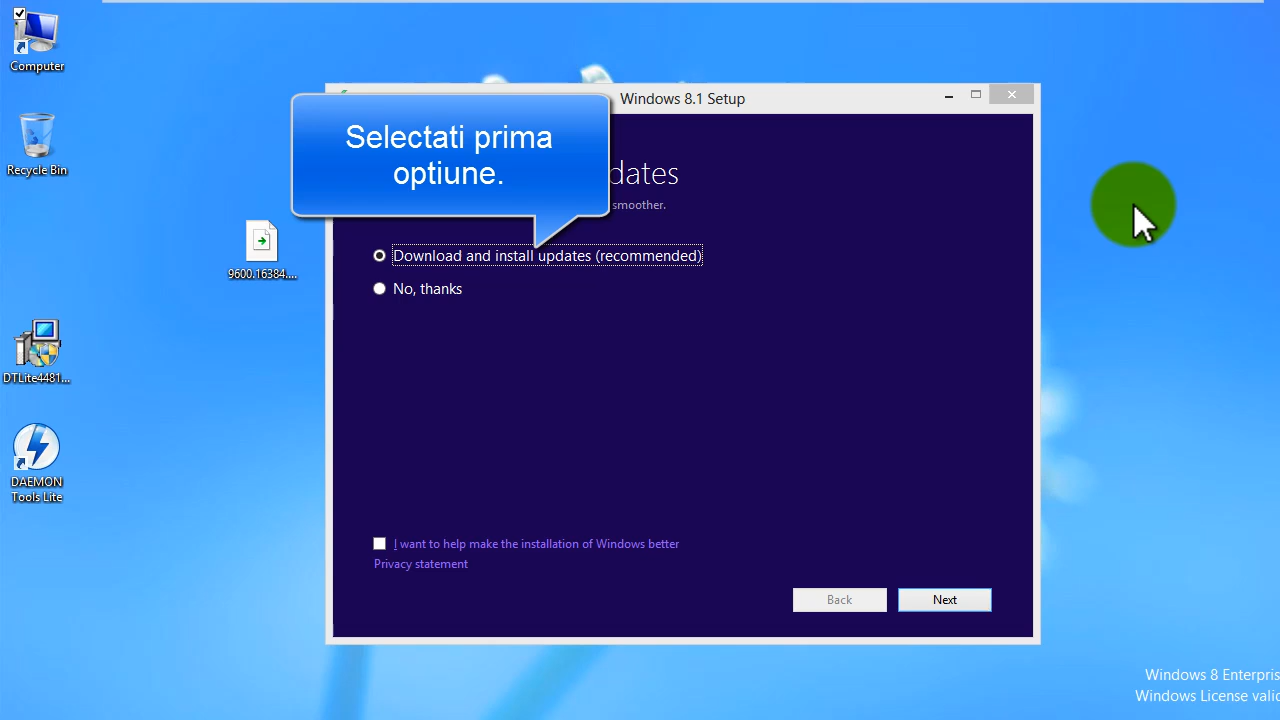 Computer
Recycle Bin
9600.16384....
DTLite4481...
DAEMON
Tools Lite
Windows 8.1 Setup
Selectati prima
optiune.
dates
smoother.
Download and install updates (recommended)
No, thanks
I want to help make the installation of Windows better
Privacy statement
Back
Next
Windows 8 Enterpris
Windows License valid